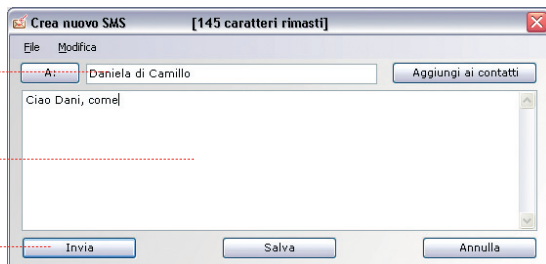 Crea nuovo SMS [145 caratteri rimasti]
File Modifica
A: Daniela di Camillo Aggiungi ai contatti
Ciao Dani, come
Invia Salva Annulla